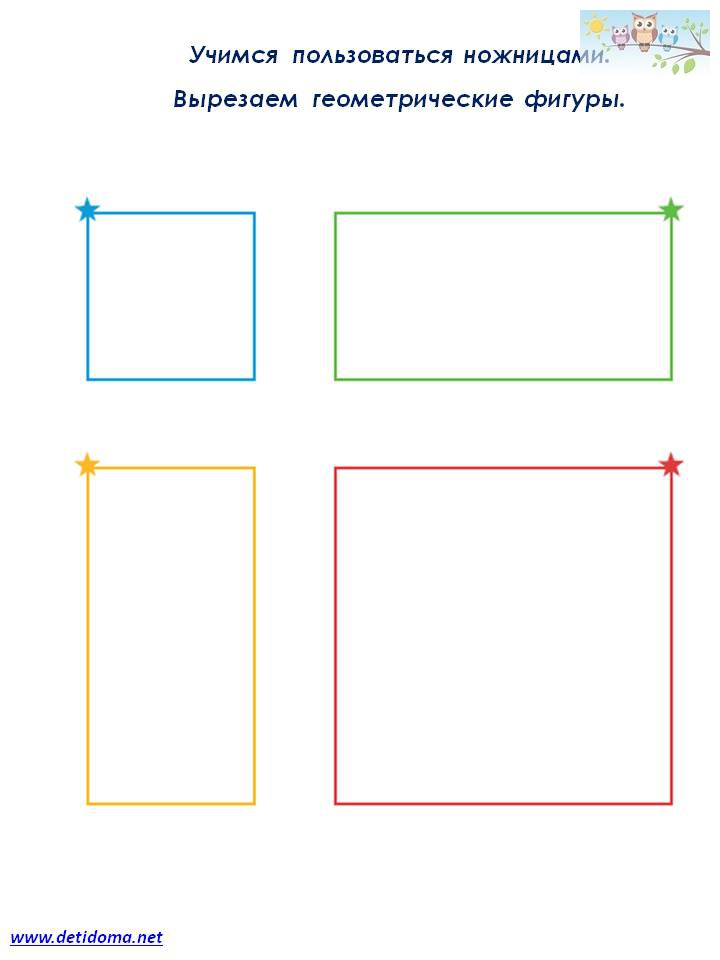 Учимся пользоваться ножницами.
Вырезаем геометрические фигуры.
www.detidoma.net